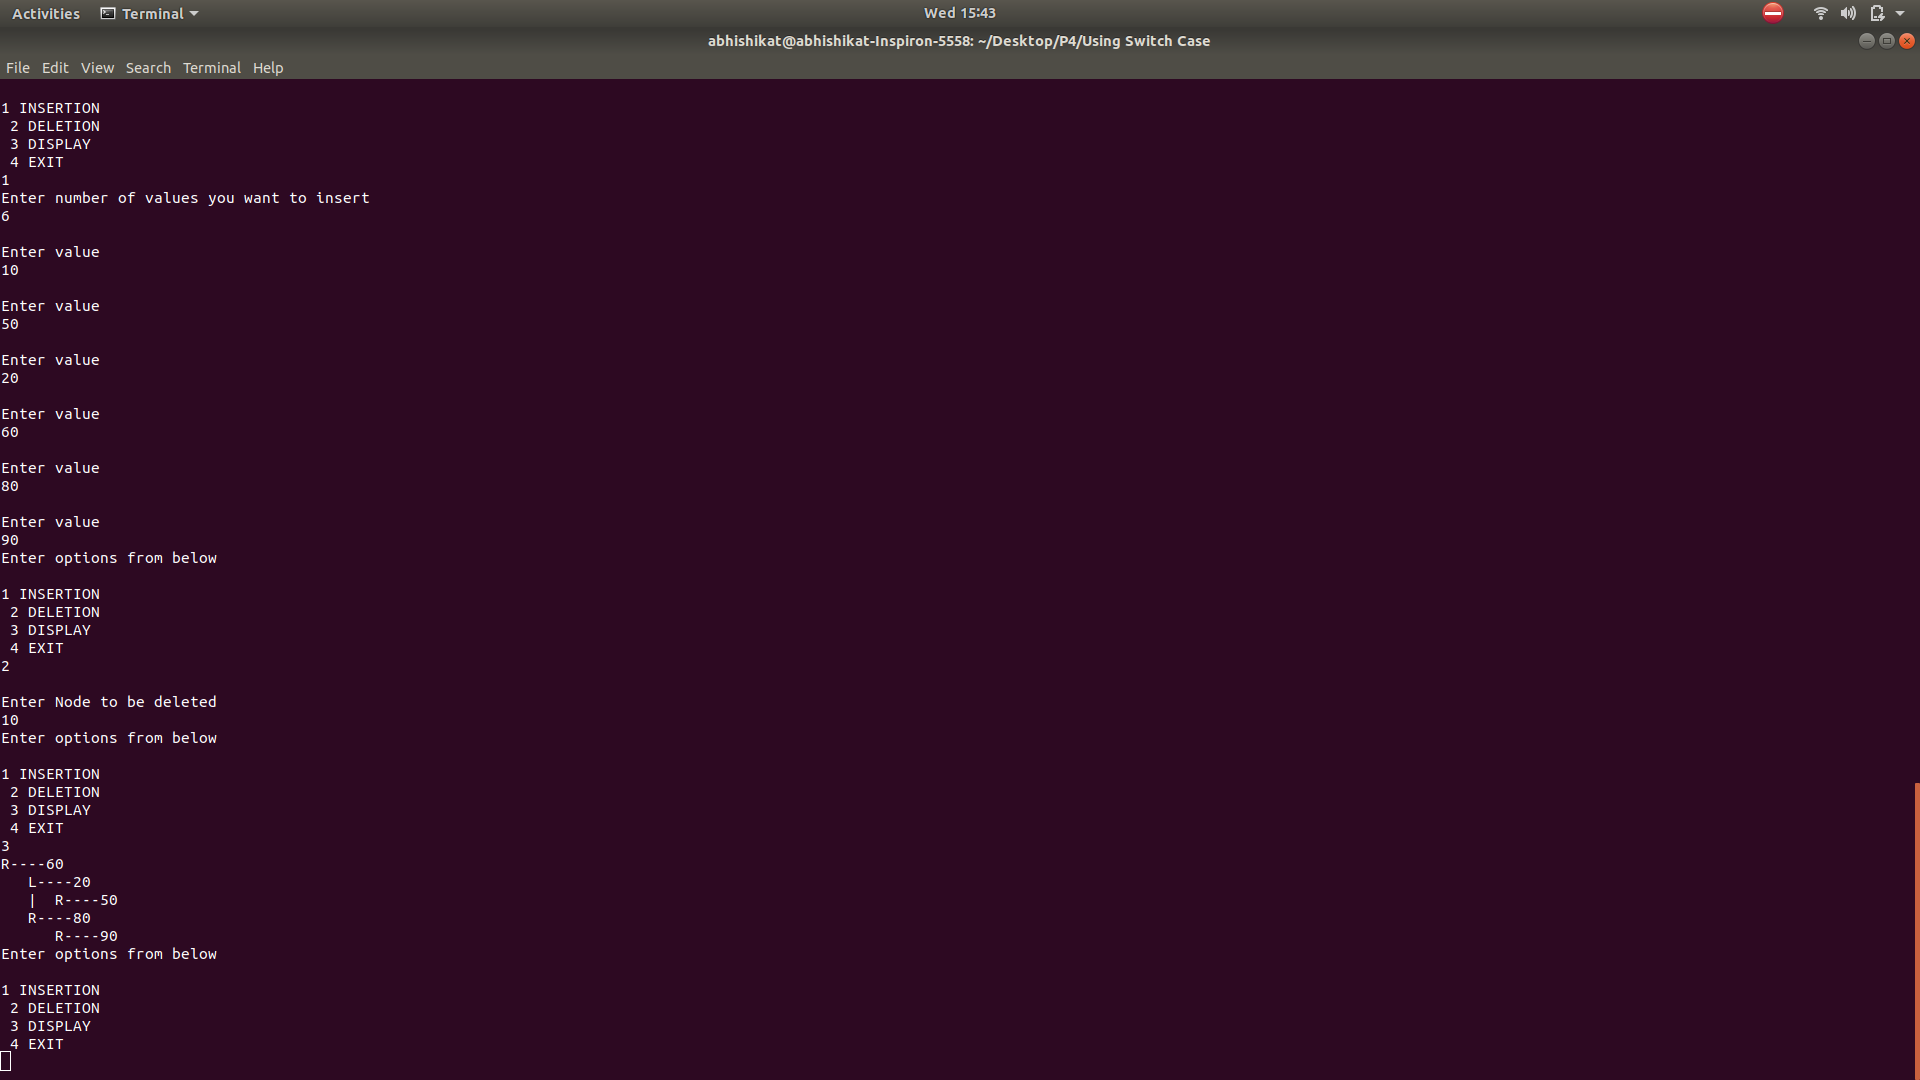 Activities Terminal Wed 15:43
abhishikat@abhishikat-Inspiron-5558: ~/Desktop/P4/Using Switch Case
File Edit View Search Terminal Help
1 INSERTION
 2 DELETION
 3 DISPLAY
 4 EXIT
1
Enter number of values you want to insert
6
Enter value
10
Enter value
50
Enter value
20
Enter value
60
Enter value
80
Enter value
90
Enter options from below
1 INSERTION
 2 DELETION
 3 DISPLAY
 4 EXIT
2
Enter Node to be deleted
10
Enter options from below
1 INSERTION
 2 DELETION
 3 DISPLAY
 4 EXIT
3
R----60
   L----20
   |  R----50
   R----80
      R----90
Enter options from below
1 INSERTION
 2 DELETION
 3 DISPLAY
 4 EXIT